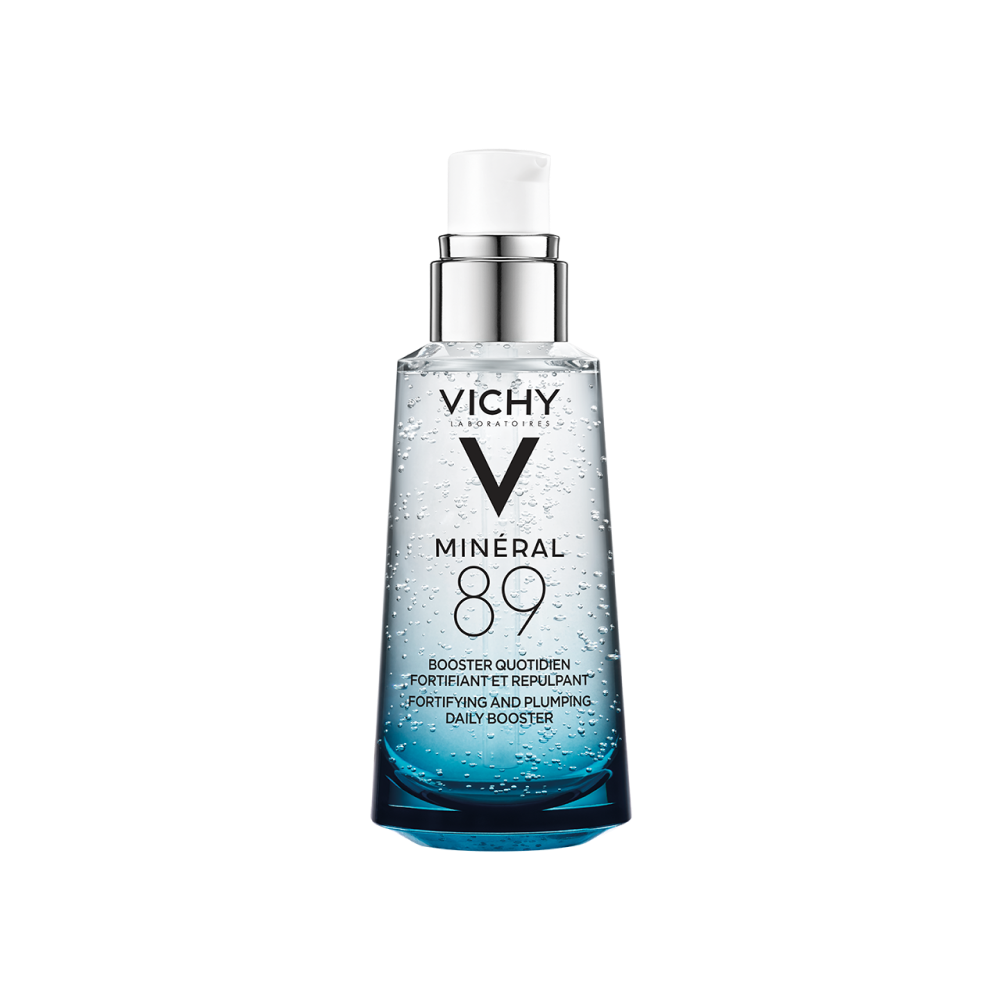 VICHY
LABORATOIRES
V
MINÉRAL
89
BOOSTER QUOTIDIEN
FORTIFIANT ET REPULPANT
FORTIFYING AND PLUMPING
DAILY BOOSTER